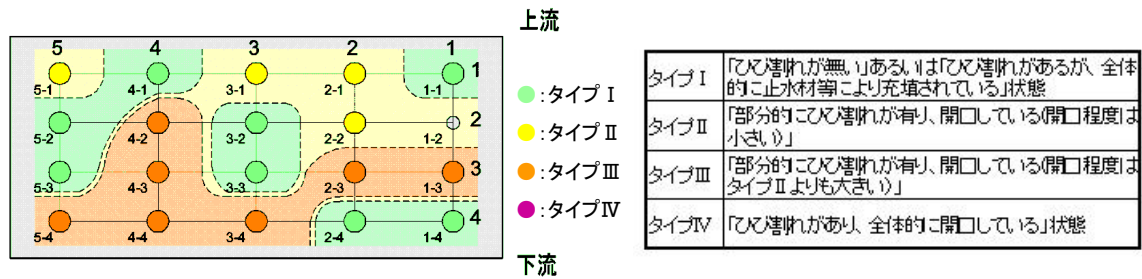 上流
5 4 3 2 1
1
5-1 4-1 3-1 2-1 1-1
2
5-2 4-2 3-2 2-2 1-2
3
5-3 4-3 3-3 2-3 1-3
4
5-4 4-4 3-4 2-4 1-4
下流
:タイプⅠ
:タイプⅡ
:タイプⅢ
:タイプⅣ
タイプⅠ
「ひび割れが無い」あるいは「ひび割れがあるが、全体
的に止水材等により充填されている」状態
タイプⅡ
「部分的にひび割れが有り、開口している(開口程度は
小さい)」
タイプⅢ
「部分的にひび割れが有り、開口している(開口程度は
タイプⅡよりも大きい)」
タイプⅣ
「ひび割れがあり、全体的に開口している」状態